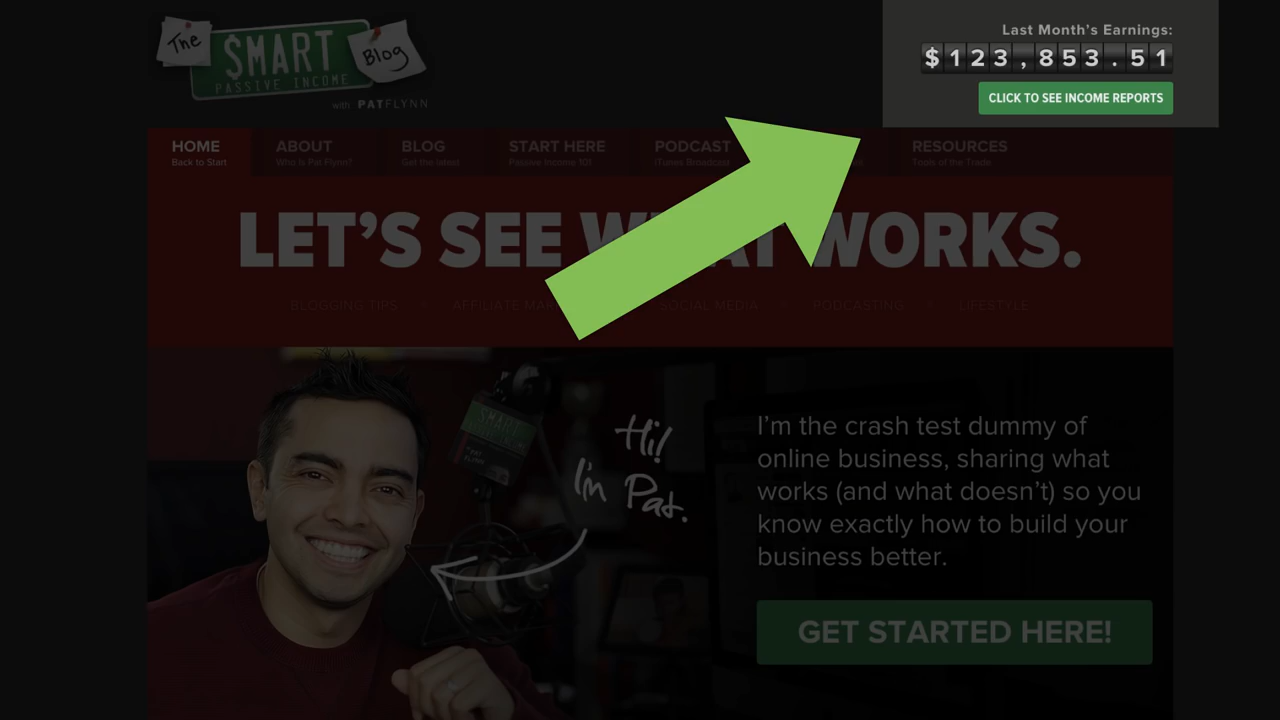 The
$MART
Blog
PASSIVE INCOME
with PATFLYNN
Last Month's Earnings:
$123,853.51
CLICK TO SEE INCOME REPORTS
HOME
Back to Start
ABOUT
Who Is Pat Flynn?
BLOG
Get the latest
START HERE
Passive Income 101
PODCAST
iTunes Broadcast
RESOURCES
Tools of the Trade
LET'S SEE WORKS.
BLOGGING TIPS
SOCIAL MEDIA
PODCASTING
LIFESTYLE
Hi!
I'm Pat.
I'm the crash test dummy of
online business, sharing what
works (and what doesn't) so you
know exactly how to build your
business better.
GET STARTED HERE!